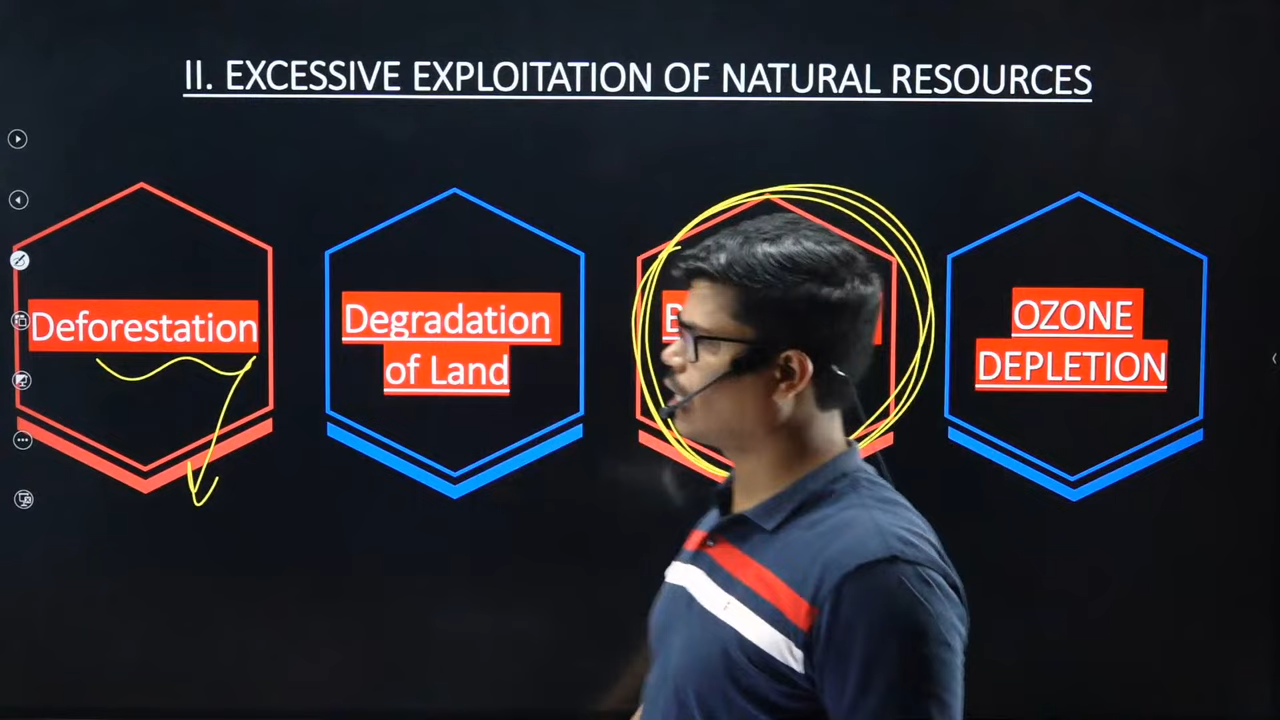 II. EXCESSIVE EXPLOITATION OF NATURAL RESOURCES
Deforestation
Degradation
of Land
OZONE
DEPLETION